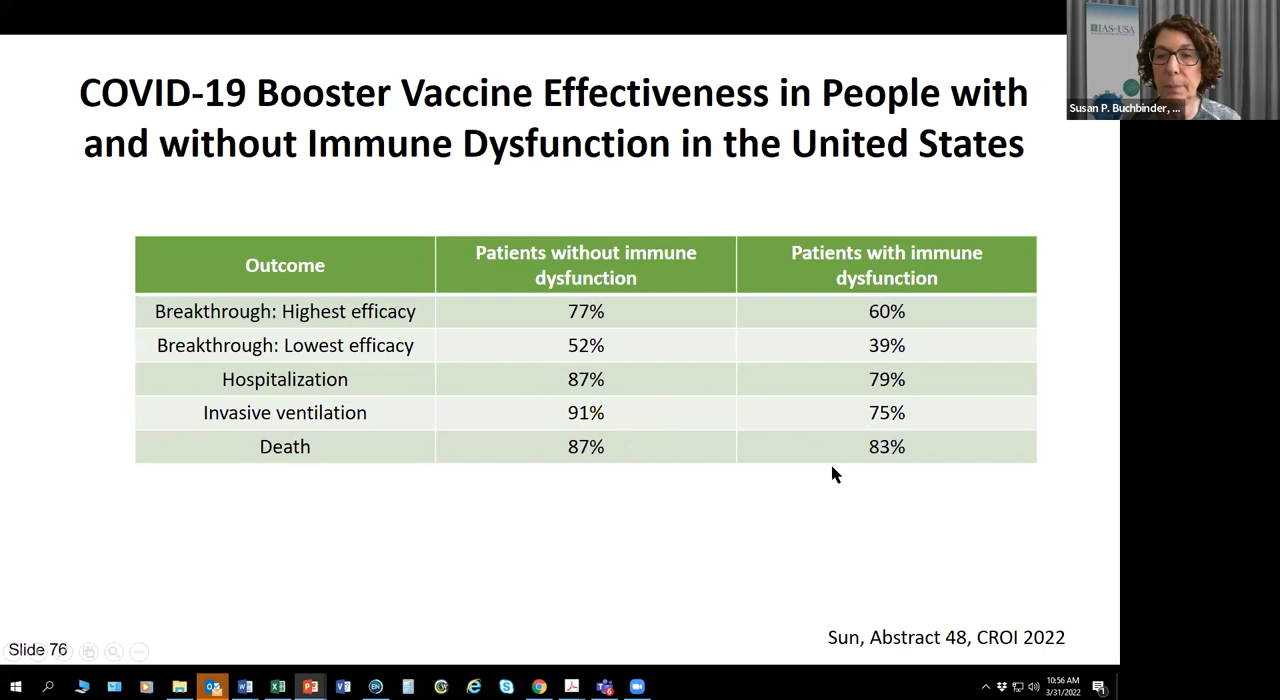 COVID-19 Booster Vaccine Effectiveness in People with
and without Immune Dysfunction in the United States
IAS-USA
Susan P. Buchbinder, ...
Outcome
Patients without immune
dysfunction
Patients with immune
dysfunction
Breakthrough: Highest efficacy
77%
60%
Breakthrough: Lowest efficacy
52%
39%
Hospitalization
87%
79%
Invasive ventilation
91%
75%
Death
87%
83%
Sun, Abstract 48, CROI 2022
Slide 76
10:56 AM
3/31/2022